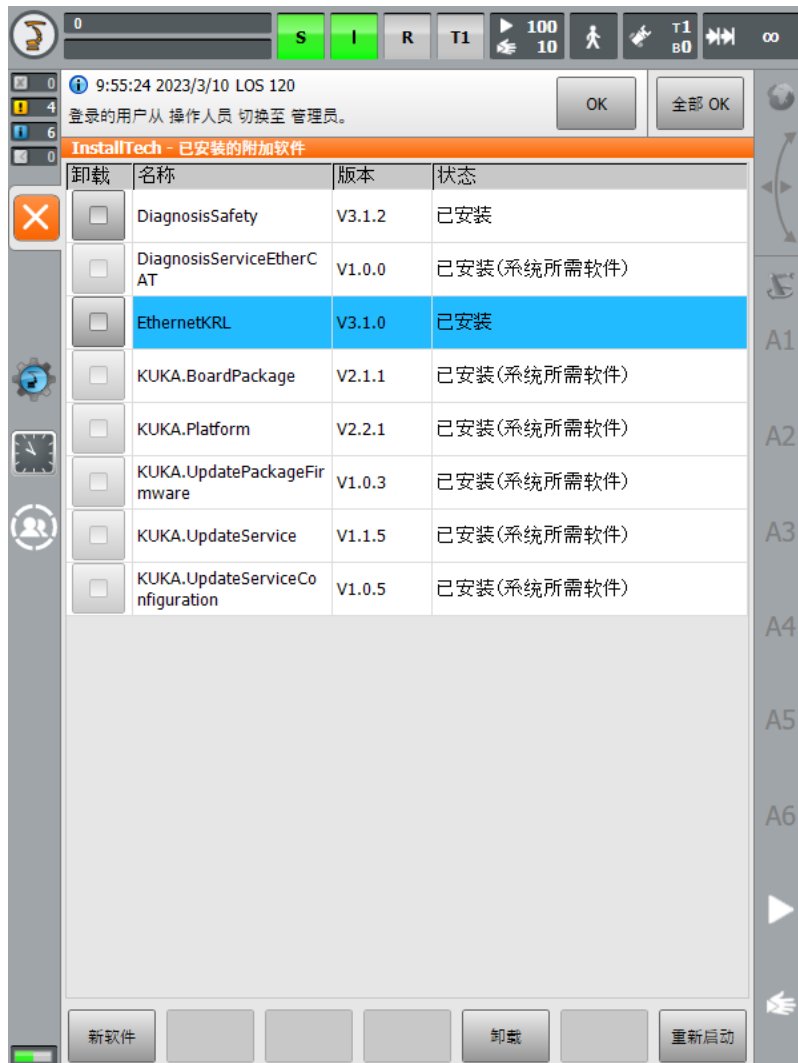 0
S
I
R
T1
100
10
T1
B0
∞
0
4
6
0
9:55:24 2023/3/10 LOS 120
登录的用户从 操作人员 切换至 管理员。
OK
全部 OK
InstallTech - 已安装的附加软件
卸载 名称 版本 状态
DiagnosisSafety V3.1.2 已安装
DiagnosisServiceEtherC
AT V1.0.0 已安装(系统所需软件)
EthernetKRL V3.1.0 已安装
KUKA.BoardPackage V2.1.1 已安装(系统所需软件)
KUKA.Platform V2.2.1 已安装(系统所需软件)
KUKA.UpdatePackageFir
mware V1.0.3 已安装(系统所需软件)
KUKA.UpdateService V1.1.5 已安装(系统所需软件)
KUKA.UpdateServiceCo
nfiguration V1.0.5 已安装(系统所需软件)
A1
A2
A3
A4
A5
A6
新软件
卸载
重新启动